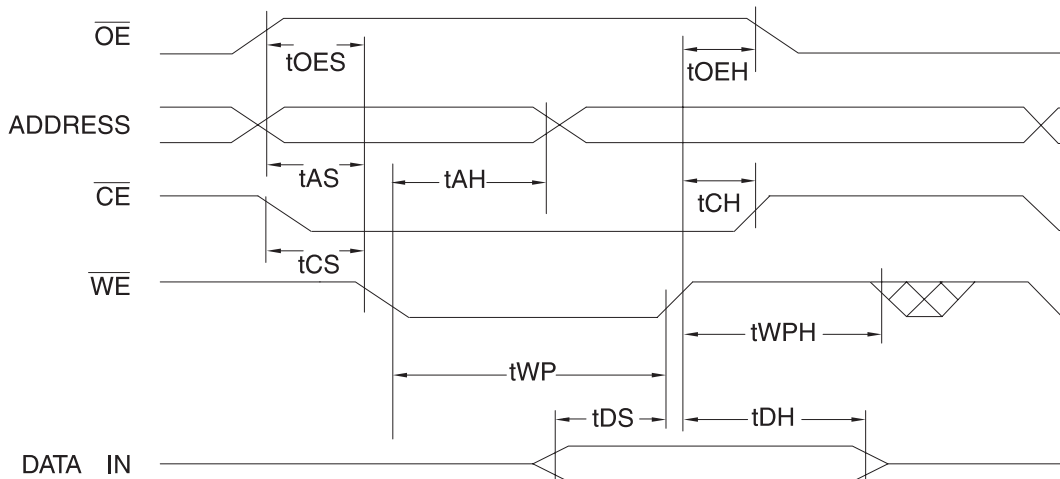 OE
tOES
tOEH
ADDRESS
tAS
tAH
CE
tCH
tCS
WE
tWPH
tWP
tDS
tDH
DATA IN